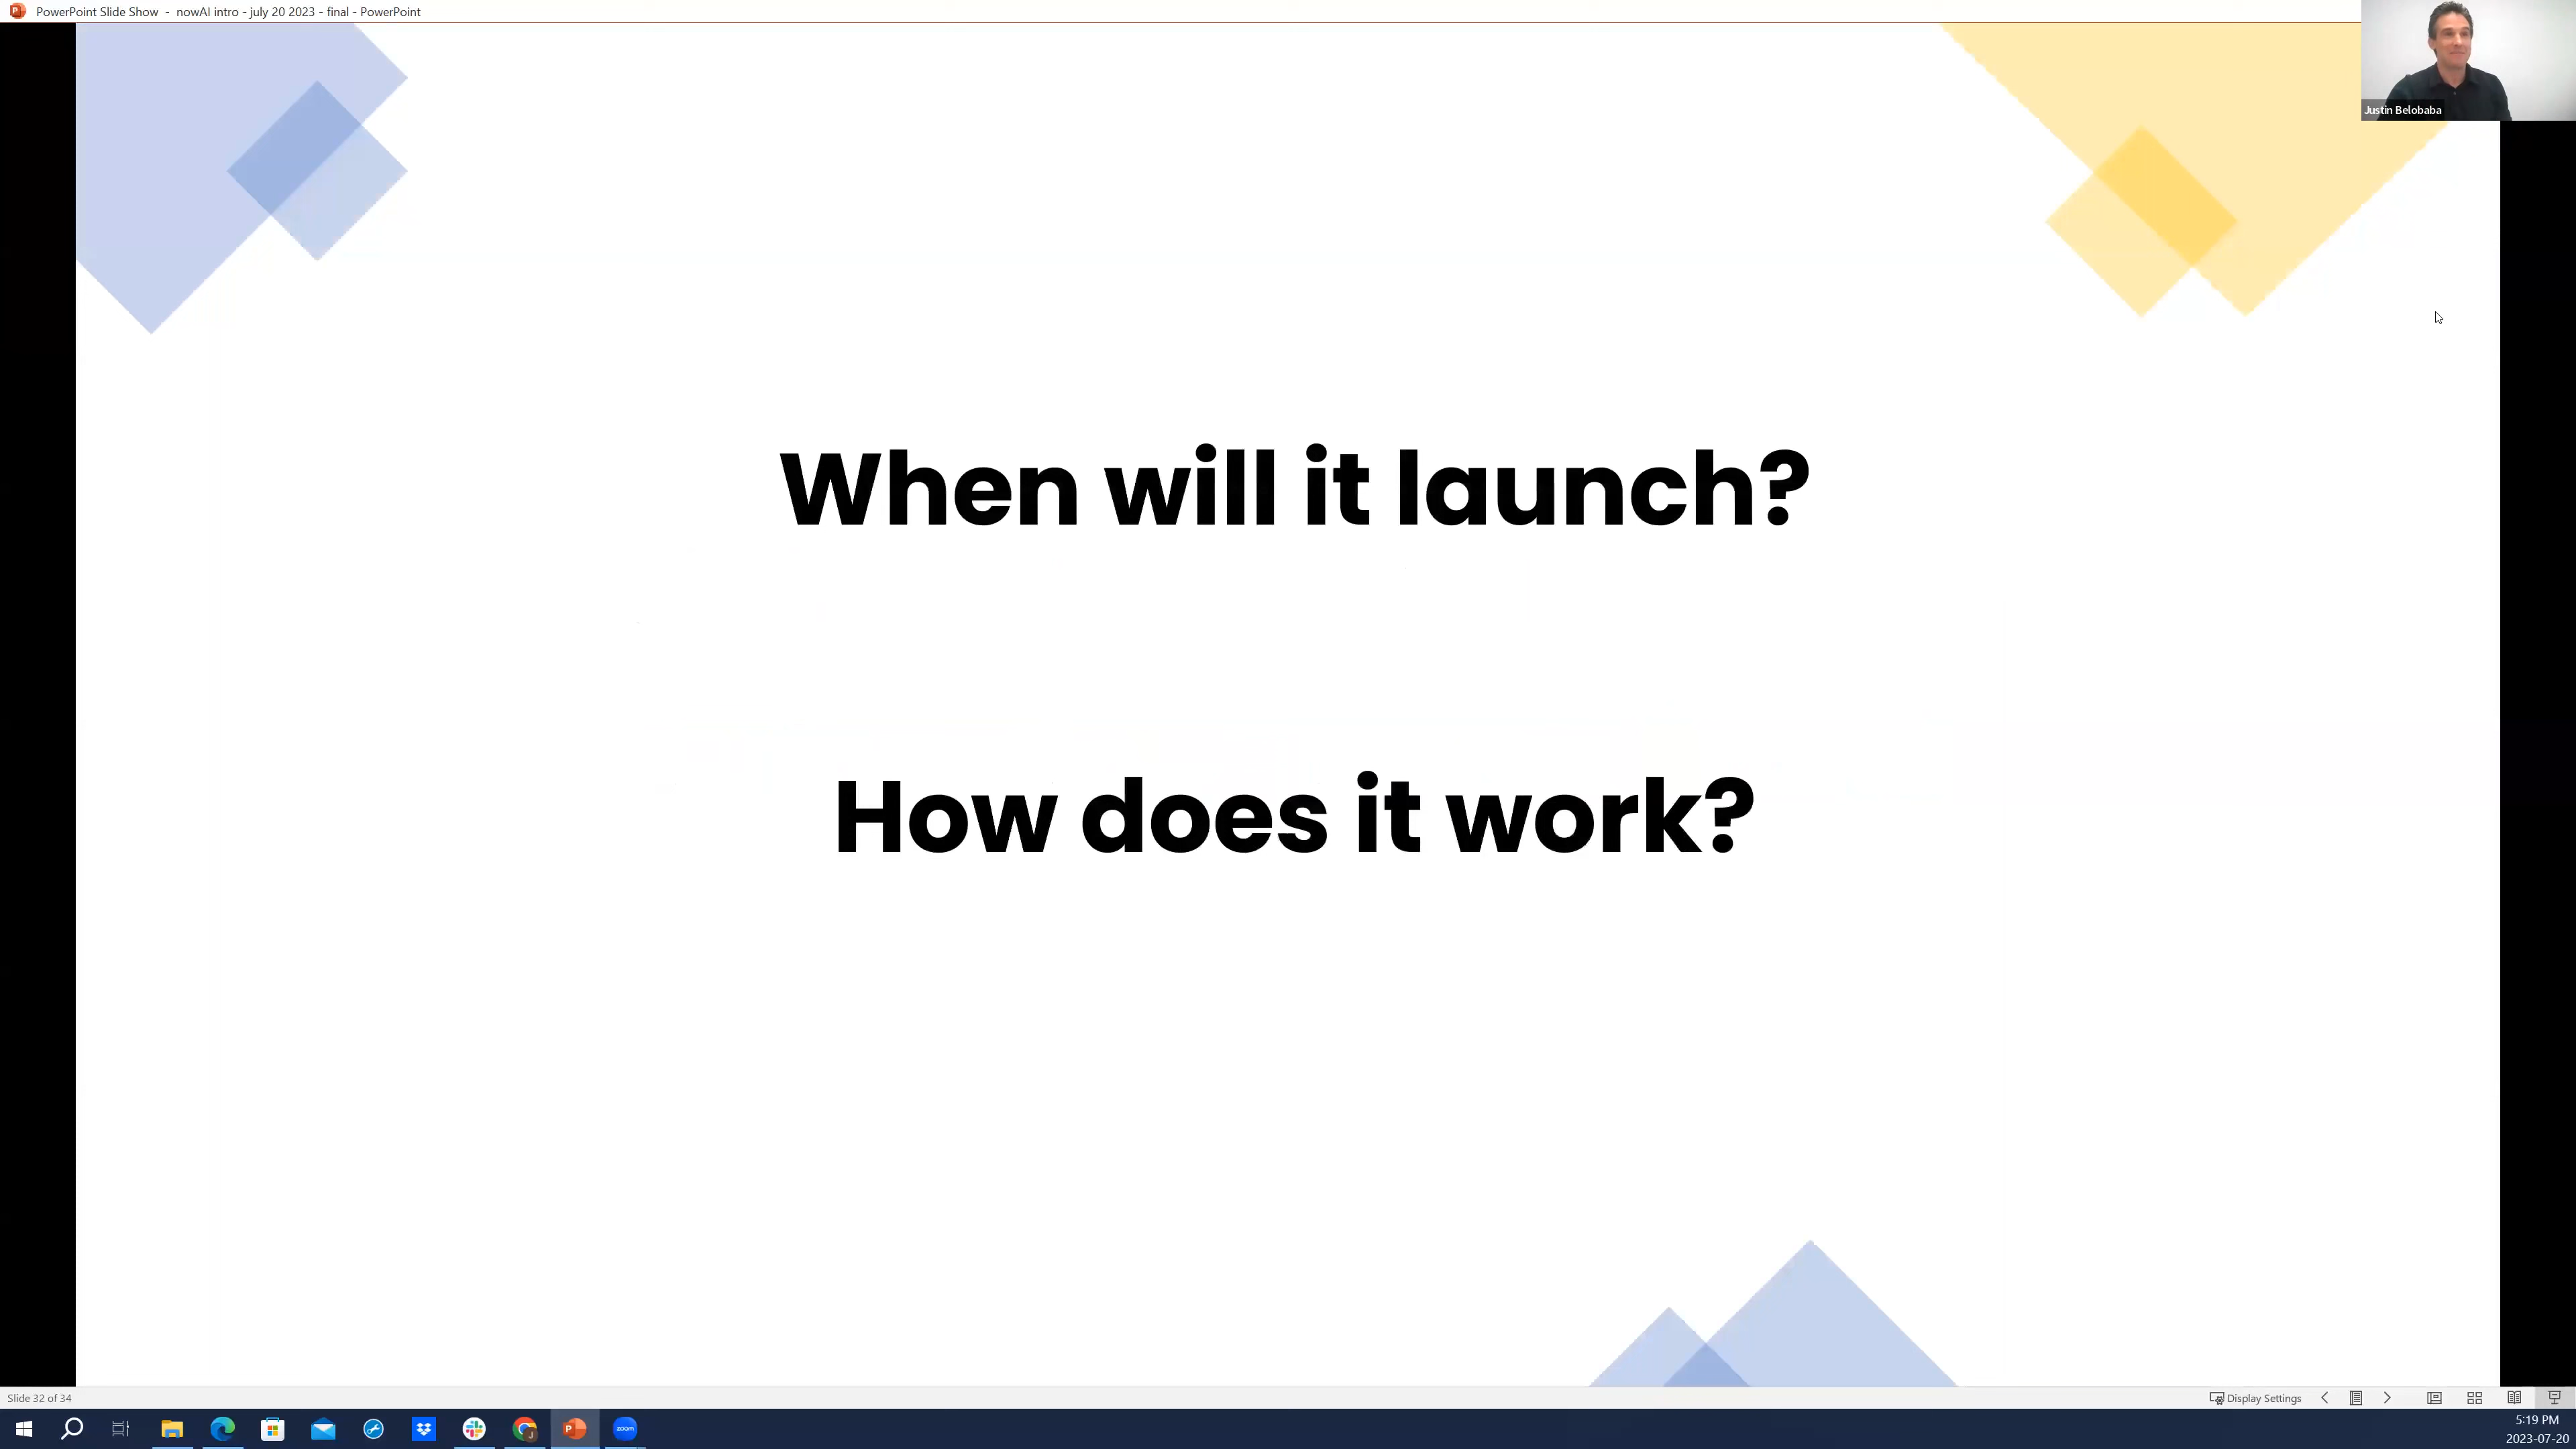 PowerPoint Slide Show - nowAI intro - july 20 2023 - final - PowerPoint
Justin Belobaba
When will it launch?
How does it work?
Slide 32 of 34
Display Settings
zoom
5:19 PM
2023-07-20